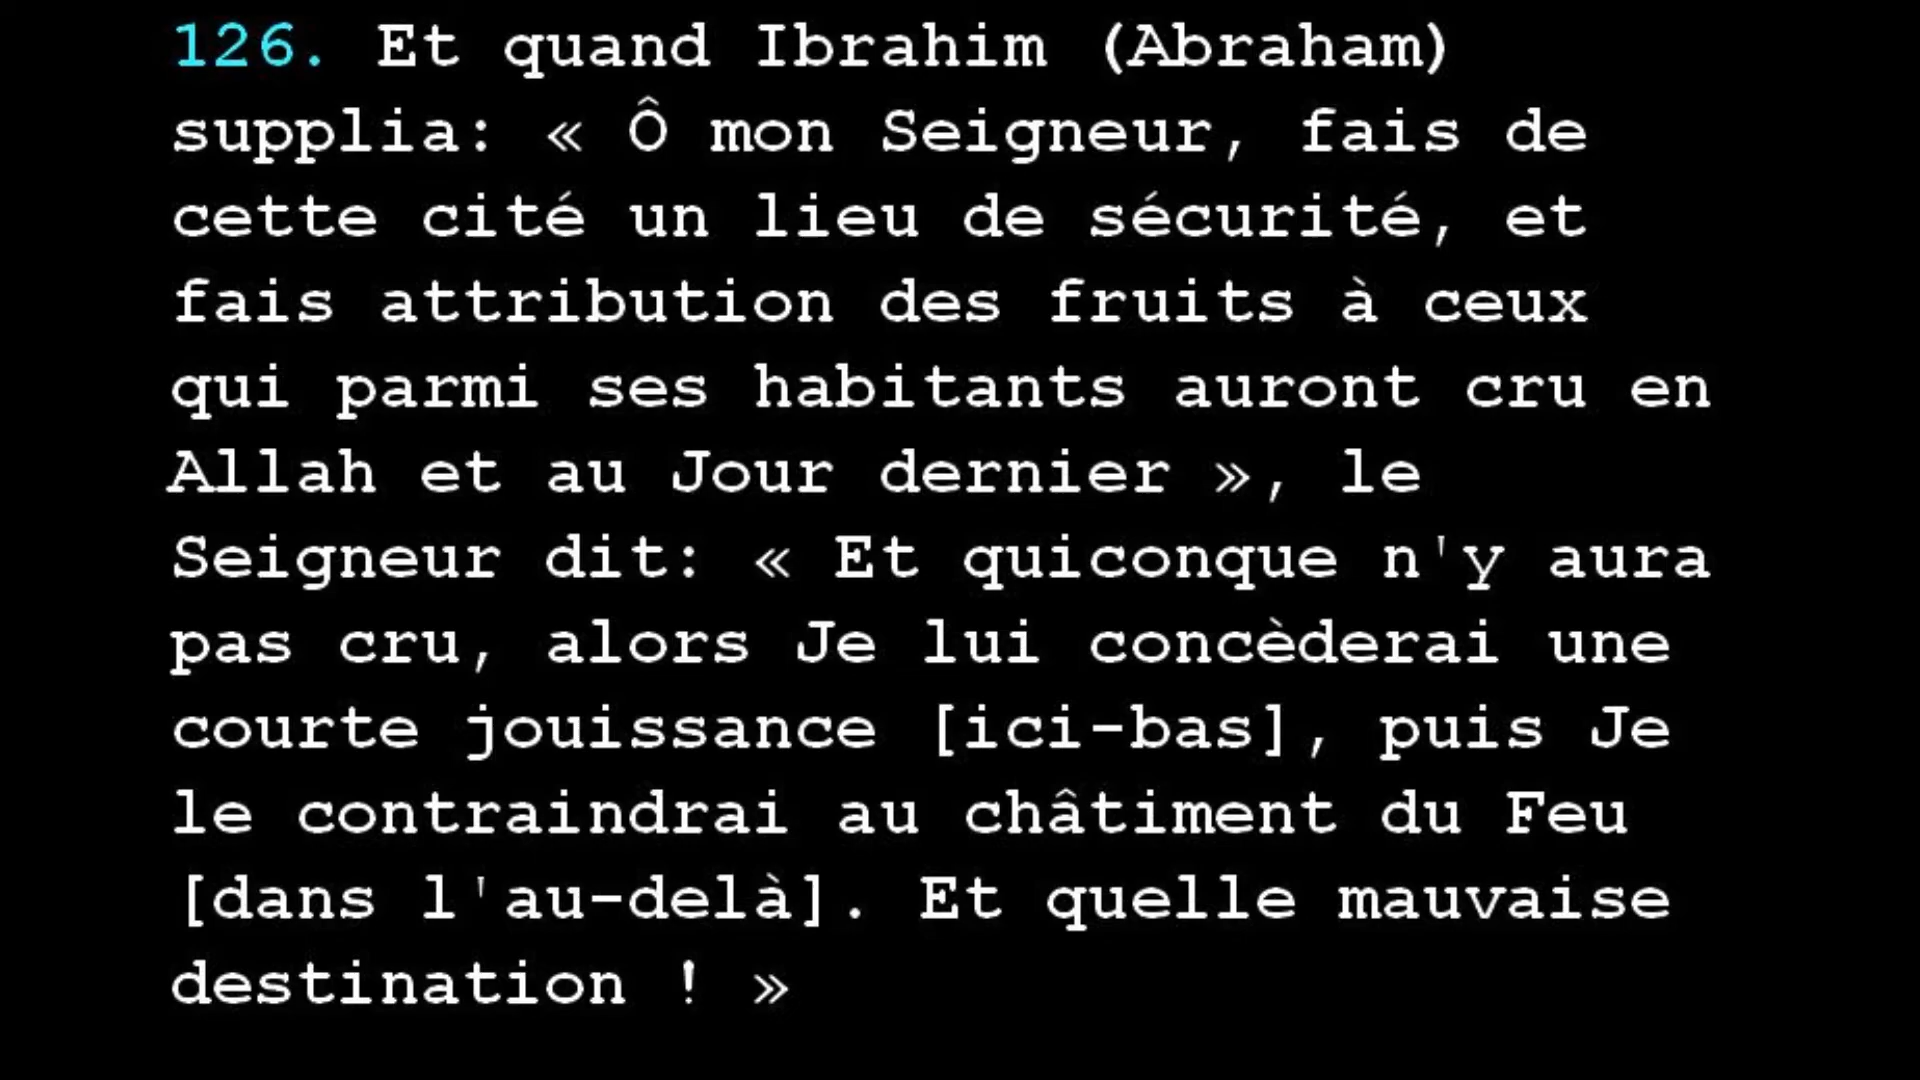 126. Et quand Ibrahim (Abraham)
supplia: « Ô mon Seigneur, fais de
cette cité un lieu de sécurité, et
fais attribution des fruits à ceux
qui parmi ses habitants auront cru en
Allah et au Jour dernier », le
Seigneur dit: « Et quiconque n'y aura
pas cru, alors Je lui concèderai une
courte jouissance [ici-bas], puis Je
le contraindrai au châtiment du Feu
[dans l'au-delà]. Et quelle mauvaise
destination ! »